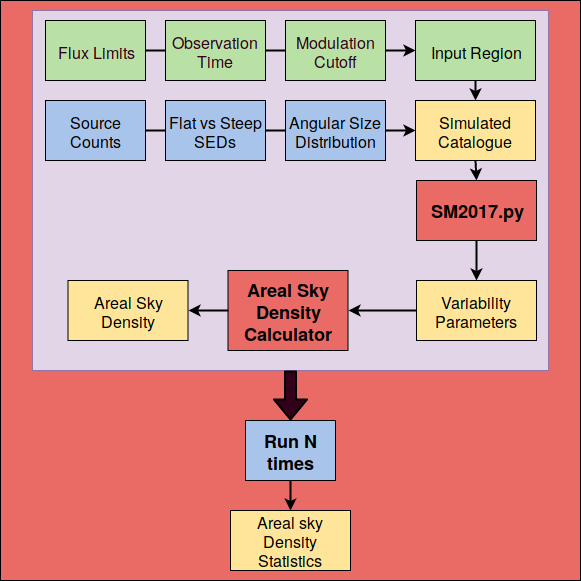 Flux Limits
Observation
Time
Modulation
Cutoff
Input Region
Source
Counts
Flat vs Steep
SEDs
Angular Size
Distribution
Simulated
Catalogue
SM2017.py
Areal Sky
Density
Areal Sky
Density
Calculator
Variability
Parameters
Run N
times
Areal sky
Density
Statistics